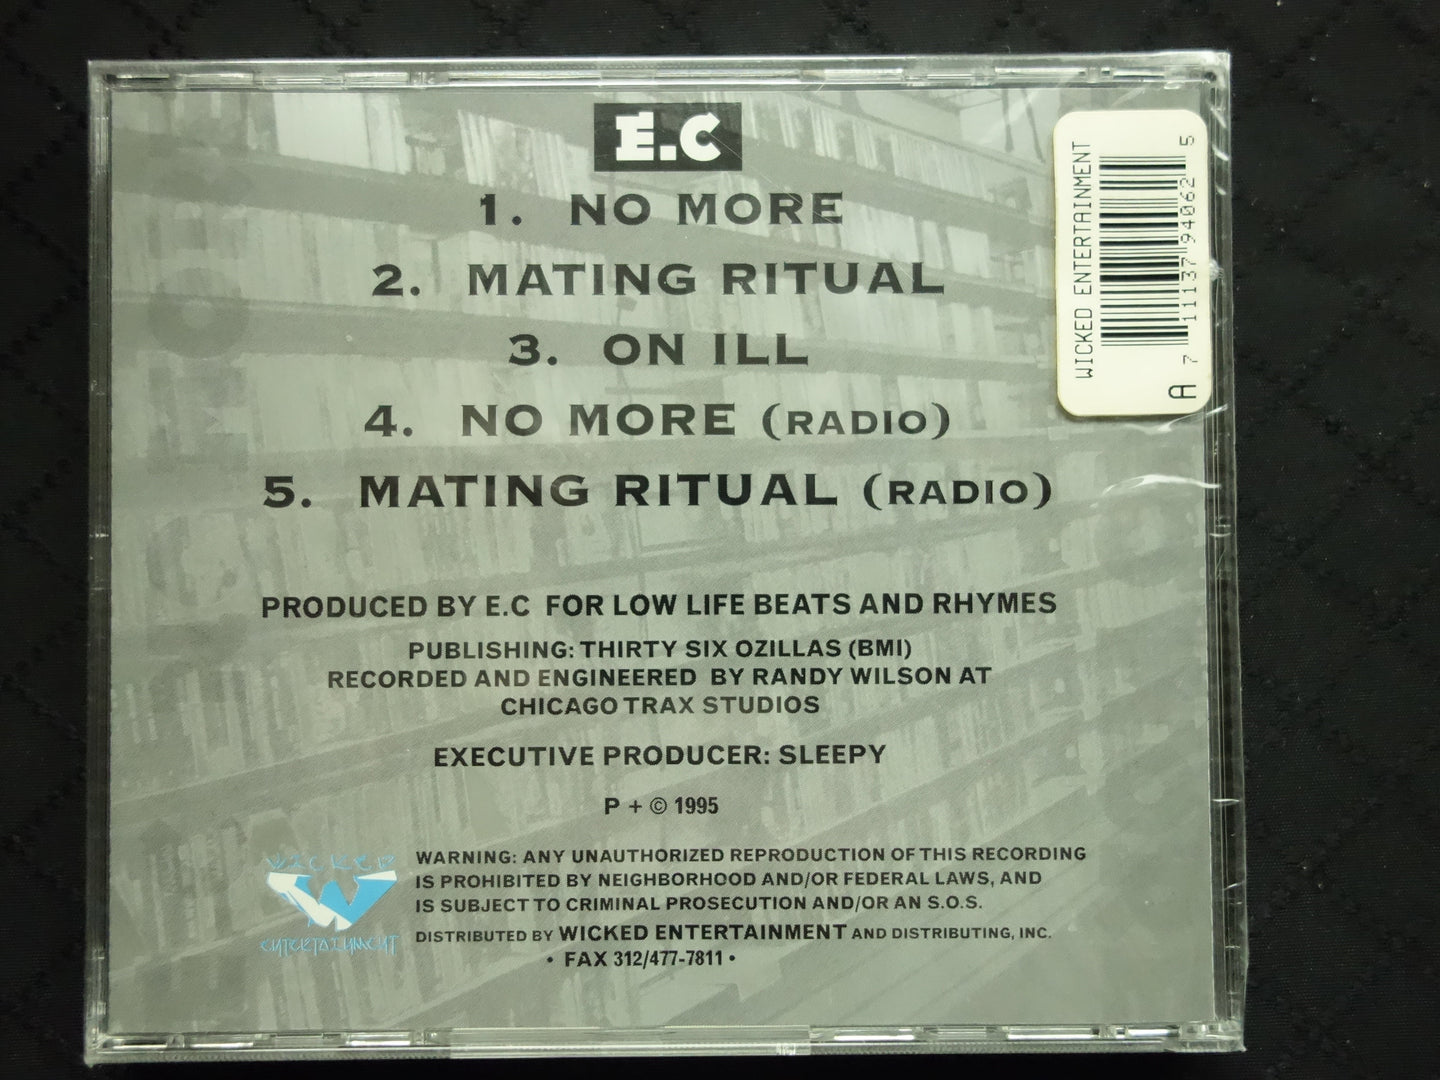 E.C
1. NO MORE
2. MATING RITUAL
3. ON ILL
4. NO MORE (RADIO)
5. MATING RITUAL (RADIO)
PRODUCED BY E.C FOR LOW LIFE BEATS AND RHYMES
PUBLISHING: THIRTY SIX OZILLAS (BMI)
RECORDED AND ENGINEERED BY RANDY WILSON AT
CHICAGO TRAX STUDIOS
EXECUTIVE PRODUCER: SLEEPY
P + © 1995
WICKED
ENTERTAINMENT
WARNING: ANY UNAUTHORIZED REPRODUCTION OF THIS RECORDING
IS PROHIBITED BY NEIGHBORHOOD AND/OR FEDERAL LAWS, AND
IS SUBJECT TO CRIMINAL PROSECUTION AND/OR AN S.O.S.
DISTRIBUTED BY WICKED ENTERTAINMENT AND DISTRIBUTING, INC.
• FAX 312/477-7811 •
WICKED ENTERTAINMENT
7 11137 94062 5
A